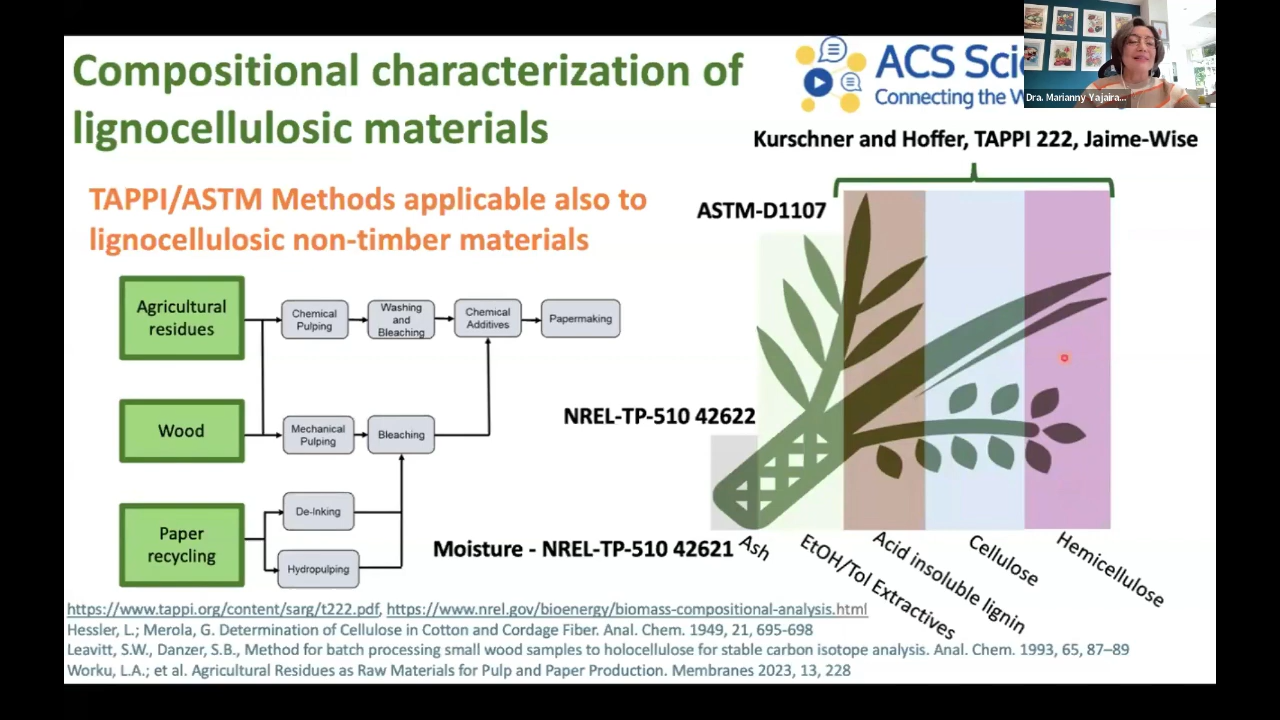 Compositional characterization of
lignocellulosic materials
ACS Sci
Connecting the W
Dra. Marianny Yajaira...
Kurschner and Hoffer, TAPPI 222, Jaime-Wise
TAPPI/ASTM Methods applicable also to
lignocellulosic non-timber materials
ASTM-D1107
Agricultural
residues
Chemical
Pulping
Washing
and
Bleaching
Chemical
Additives
Papermaking
NREL-TP-510 42622
Wood
Mechanical
Pulping
Bleaching
Paper
recycling
De-Inking
Hydropulping
Moisture - NREL-TP-510 42621
Ash
EtOH/Tol Extractives
Acid insoluble lignin
Cellulose
Hemicellulose
https://www.tappi.org/content/sarg/t222.pdf, https://www.nrel.gov/bioenergy/biomass-compositional-analysis.html
Hessler, L.; Merola, G. Determination of Cellulose in Cotton and Cordage Fiber. Anal. Chem. 1949, 21, 695-698
Leavitt, S.W., Danzer, S.B., Method for batch processing small wood samples to holocellulose for stable carbon isotope analysis. Anal. Chem. 1993, 65, 87–89
Worku, L.A.; et al. Agricultural Residues as Raw Materials for Pulp and Paper Production. Membranes 2023, 13, 228